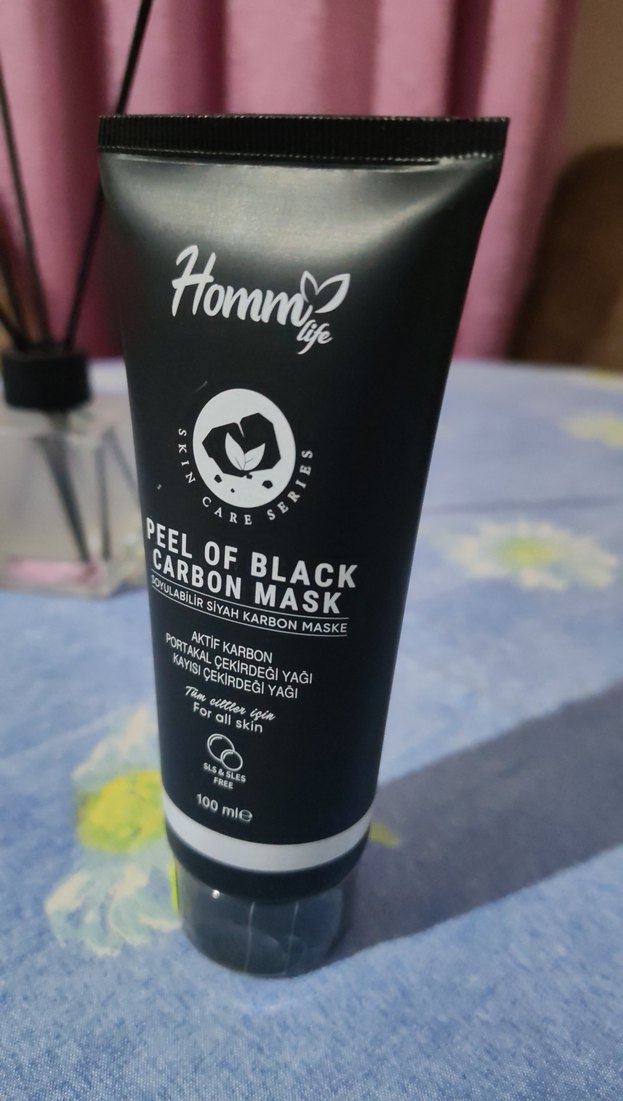 Homm
life
SKIN CARE SERIES
PEEL OF BLACK
CARBON MASK
SOYULABİLİR SİYAH KARBON MASKE
AKTİF KARBON
PORTAKAL ÇEKİRDEĞİ YAĞI
KAYISI ÇEKİRDEĞİ YAĞI
Tüm ciltler için
For all skin
SLS & SLES
FREE
100 ml℮